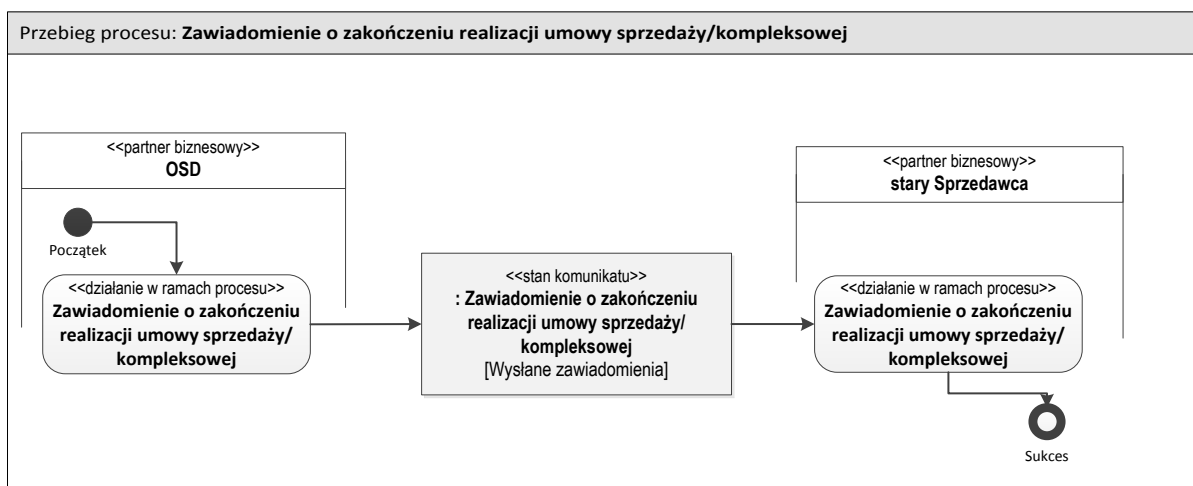 Przebieg procesu: Zawiadomienie o zakończeniu realizacji umowy sprzedaży/kompleksowej
<<partner biznesowy>>
OSD
Początek
<<działanie w ramach procesu>>
Zawiadomienie o zakończeniu
realizacji umowy sprzedaży/
kompleksowej
<<stan komunikatu>>
: Zawiadomienie o zakończeniu
realizacji umowy sprzedaży/
kompleksowej
[Wysłane zawiadomienia]
<<partner biznesowy>>
stary Sprzedawca
<<działanie w ramach procesu>>
Zawiadomienie o zakończeniu
realizacji umowy sprzedaży/
kompleksowej
Sukces